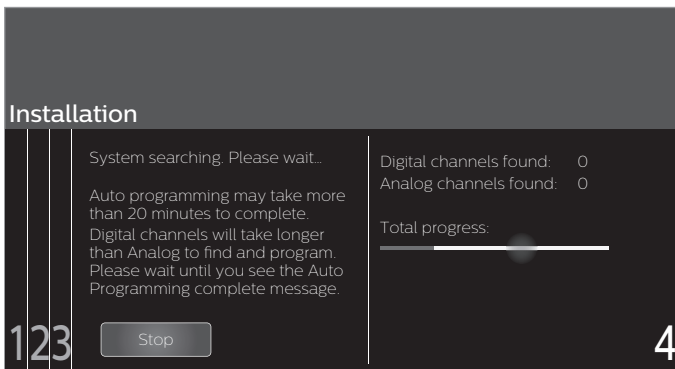 Installation
System searching. Please wait...
Auto programming may take more
than 20 minutes to complete.
Digital channels will take longer
than Analog to find and program.
Please wait until you see the Auto
Programming complete message.
Stop
Digital channels found: 0
Analog channels found: 0
Total progress:
123
4